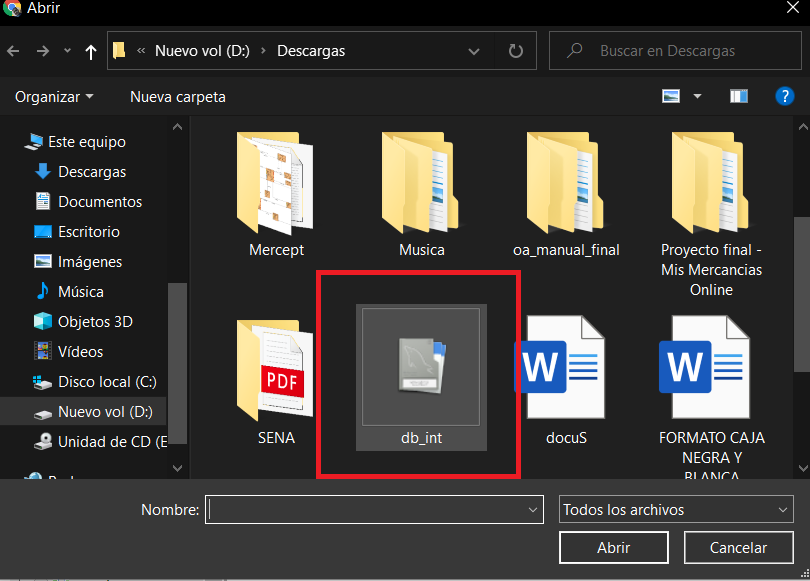 Abrir
« Nuevo vol (D:) › Descargas
Buscar en Descargas
Organizar
Nueva carpeta
?
Este equipo
Descargas
Documentos
Escritorio
Imágenes
Música
Objetos 3D
Vídeos
Disco local (C:)
Nuevo vol (D:)
Unidad de CD (E
Mercept
Musica
oa_manual_final
Proyecto final -
Mis Mercancias
Online
PDF
SENA
db_int
W
docuS
W
FORMATO CAJA
NEGRA Y
BLANCA
Nombre:
Todos los archivos
Abrir
Cancelar